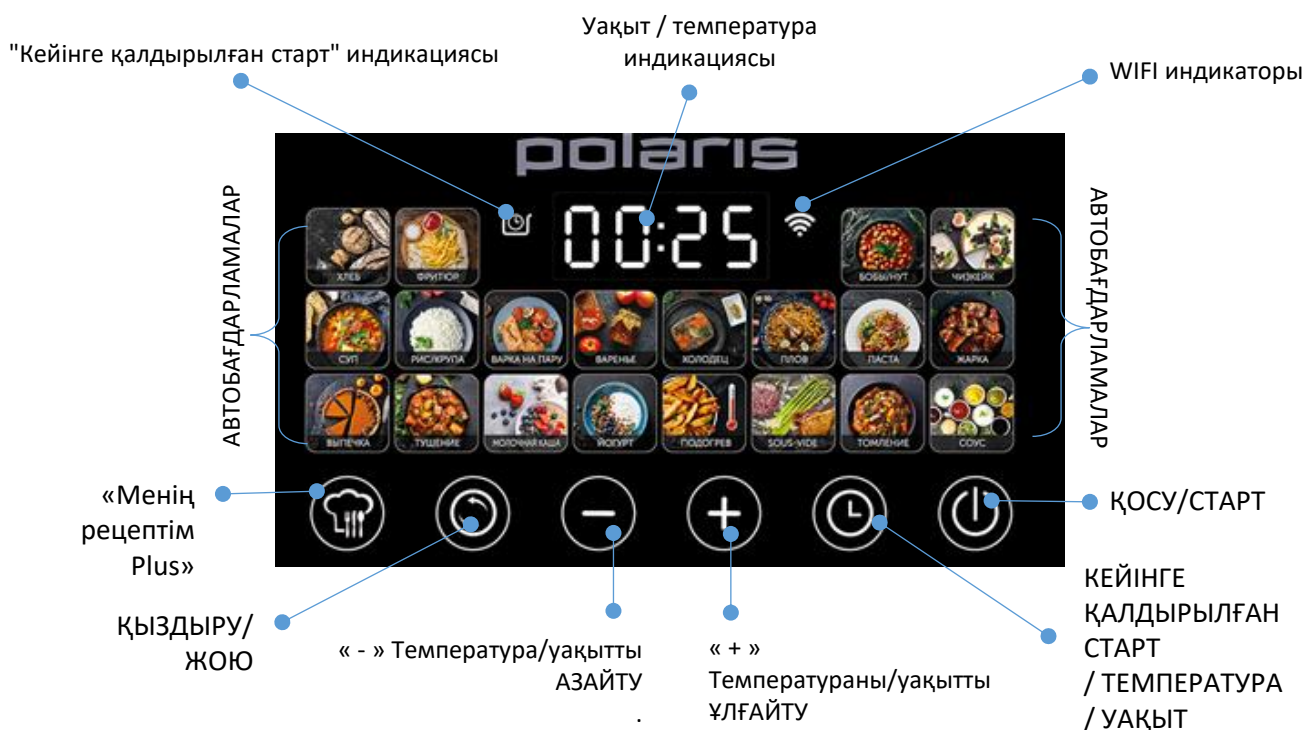 Уақыт / температура
индикациясы
"Кейінге қалдырылған старт" индикациясы
WIFI индикаторы
polaris
00:25
АВТОБАҒДАРЛАМАЛАР
АВТОБАҒДАРЛАМАЛАР
ХЛЕБ
ФРИТЮР
БОБЫ/НУТ
ЧИЗКЕЙК
СУП
РИС/КРУПА
ВАРКА НА ПАРУ
ВАРЕНЬЕ
ХОЛОДЕЦ
ПЛОВ
ПАСТА
ЖАРКА
ВЫПЕЧКА
ТУШЕНИЕ
МОЛОЧНАЯ КАША
ЙОГУРТ
ПОДОГРЕВ
SOUS-VIDE
ТОМЛЕНИЕ
СОУС
«Менің
рецептім
Plus»
ҚОСУ/СТАРТ
ҚЫЗДЫРУ/
ЖОЮ
« - » Температура/уақытты
АЗАЙТУ
.
« + »
Температураны/уақытты
ҰЛҒАЙТУ
КЕЙІНГЕ
ҚАЛДЫРЫЛҒАН
СТАРТ
/ ТЕМПЕРАТУРА
/ УАҚЫТ